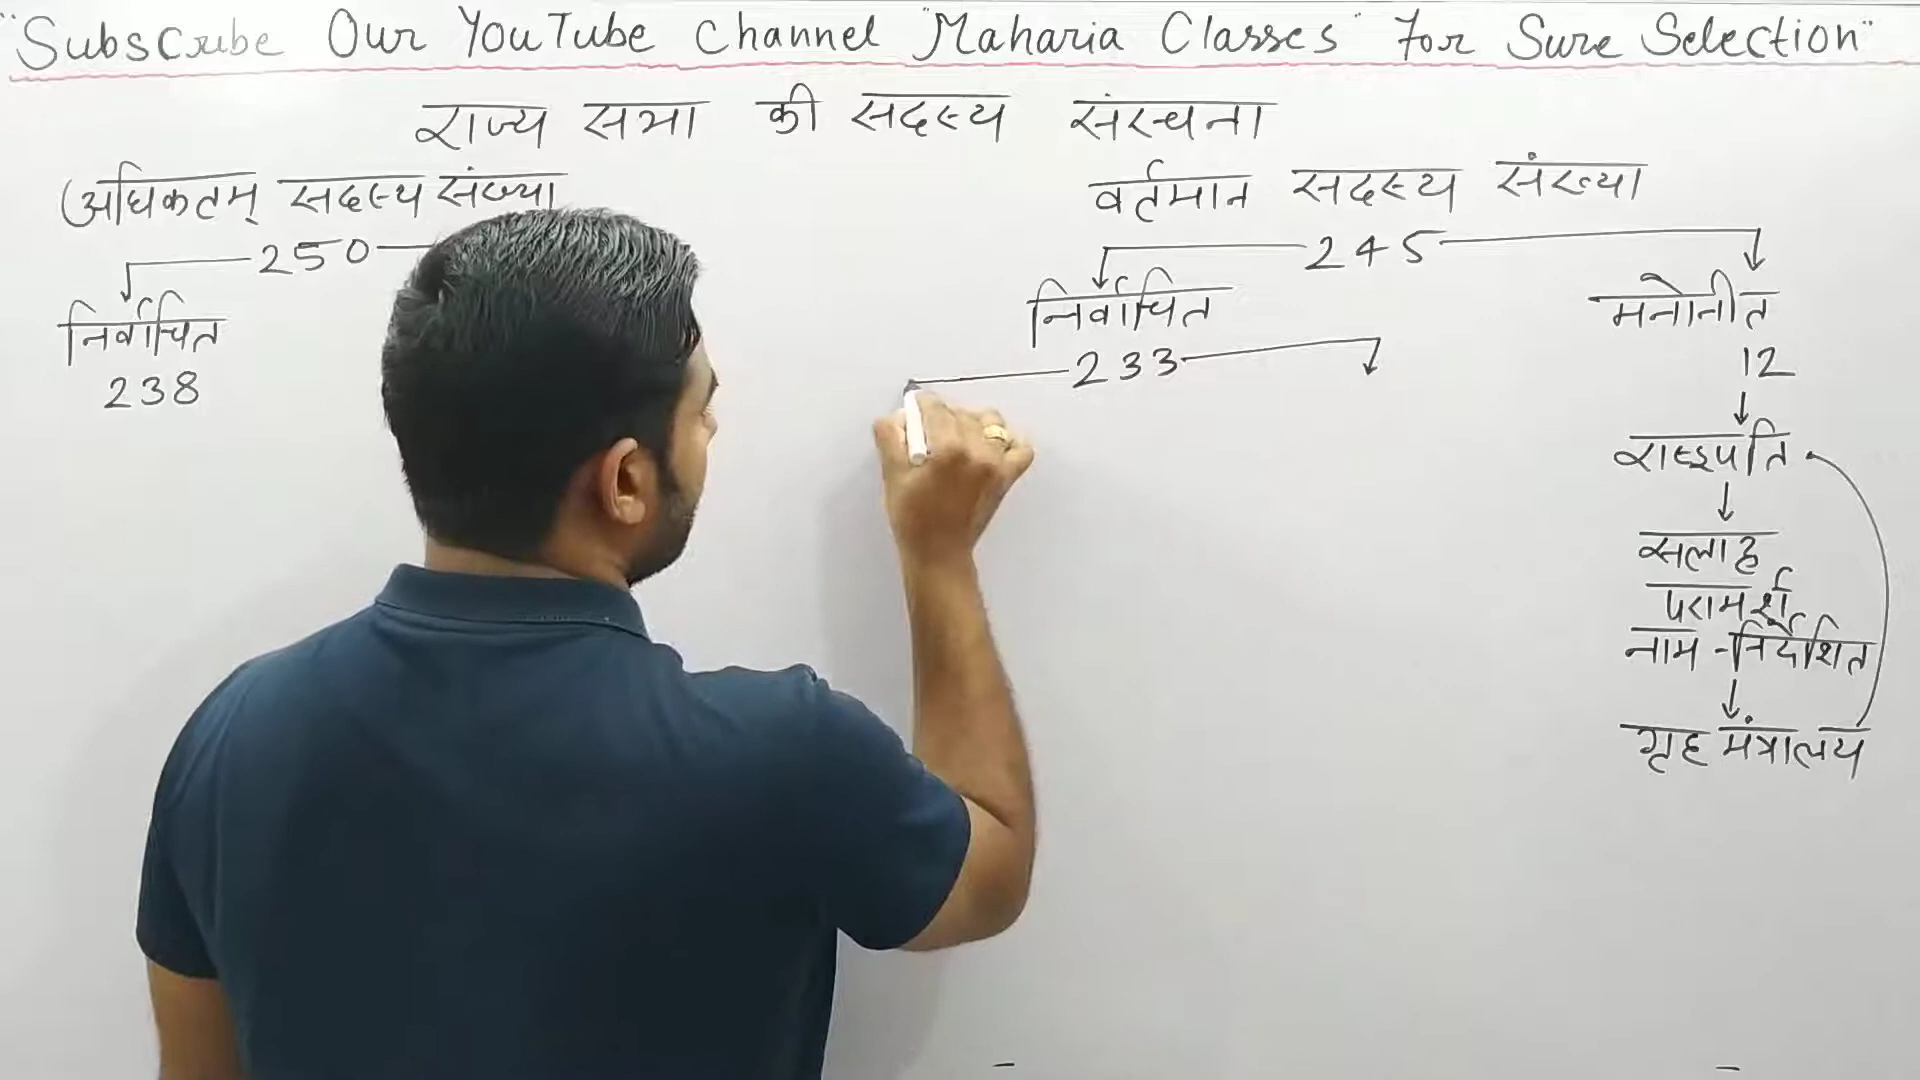 "Subscribe Our YouTube Channel "Maharia Classes" For Sure Selection"
राज्य सभा की सदस्य संरचना
अधिकतम् सदस्य संख्या
250
निर्वाचित
238
वर्तमान सदस्य संख्या
245
निर्वाचित
233
मनोनीत
12
राष्ट्रपति
सलाह
परामर्श
नाम-निर्देशित
गृह मंत्रालय